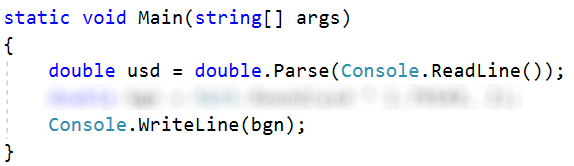 static void Main(string[] args)
{
double usd = double.Parse(Console.ReadLine());
Console.WriteLine(bgn);
}